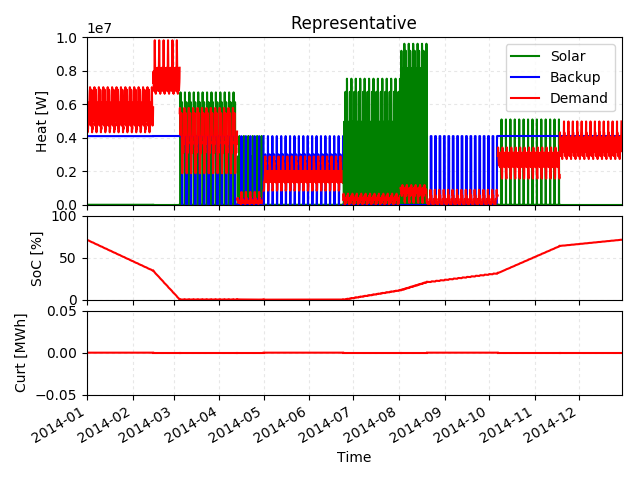 Representative
1e7
1.0
0.8
0.6
0.4
0.2
0.0
Heat [W]
Solar
Backup
Demand
100
50
0
SoC [%]
0.05
0.00
−0.05
Curt [MWh]
2014-01
2014-02
2014-03
2014-04
2014-05
2014-06
2014-07
2014-08
2014-09
2014-10
2014-11
2014-12
Time